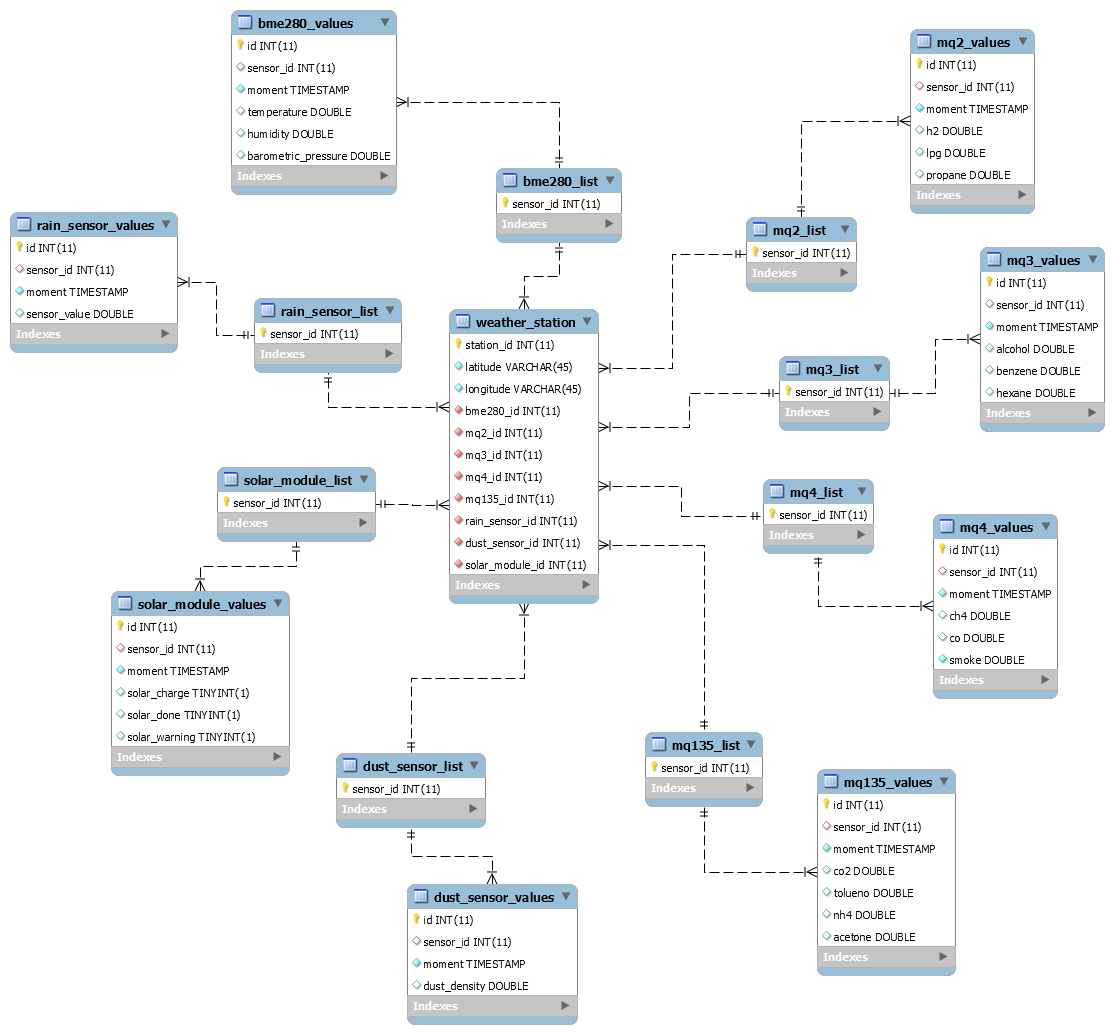 bme280_values
id INT(11)
sensor_id INT(11)
moment TIMESTAMP
temperature DOUBLE
humidity DOUBLE
barometric_pressure DOUBLE
Indexes
mq2_values
id INT(11)
sensor_id INT(11)
moment TIMESTAMP
h2 DOUBLE
lpg DOUBLE
propane DOUBLE
Indexes
bme280_list
sensor_id INT(11)
Indexes
rain_sensor_values
id INT(11)
sensor_id INT(11)
moment TIMESTAMP
sensor_value DOUBLE
Indexes
mq2_list
sensor_id INT(11)
Indexes
mq3_values
id INT(11)
sensor_id INT(11)
moment TIMESTAMP
alcohol DOUBLE
benzene DOUBLE
hexane DOUBLE
Indexes
rain_sensor_list
sensor_id INT(11)
Indexes
weather_station
station_id INT(11)
latitude VARCHAR(45)
longitude VARCHAR(45)
bme280_id INT(11)
mq2_id INT(11)
mq3_id INT(11)
mq4_id INT(11)
mq135_id INT(11)
rain_sensor_id INT(11)
dust_sensor_id INT(11)
solar_module_id INT(11)
Indexes
mq3_list
sensor_id INT(11)
Indexes
solar_module_list
sensor_id INT(11)
Indexes
mq4_list
sensor_id INT(11)
Indexes
mq4_values
id INT(11)
sensor_id INT(11)
moment TIMESTAMP
ch4 DOUBLE
co DOUBLE
smoke DOUBLE
Indexes
solar_module_values
id INT(11)
sensor_id INT(11)
moment TIMESTAMP
solar_charge TINYINT(1)
solar_done TINYINT(1)
solar_warning TINYINT(1)
Indexes
mq135_list
sensor_id INT(11)
Indexes
dust_sensor_list
sensor_id INT(11)
Indexes
mq135_values
id INT(11)
sensor_id INT(11)
moment TIMESTAMP
co2 DOUBLE
tolueno DOUBLE
nh4 DOUBLE
acetone DOUBLE
Indexes
dust_sensor_values
id INT(11)
sensor_id INT(11)
moment TIMESTAMP
dust_density DOUBLE
Indexes